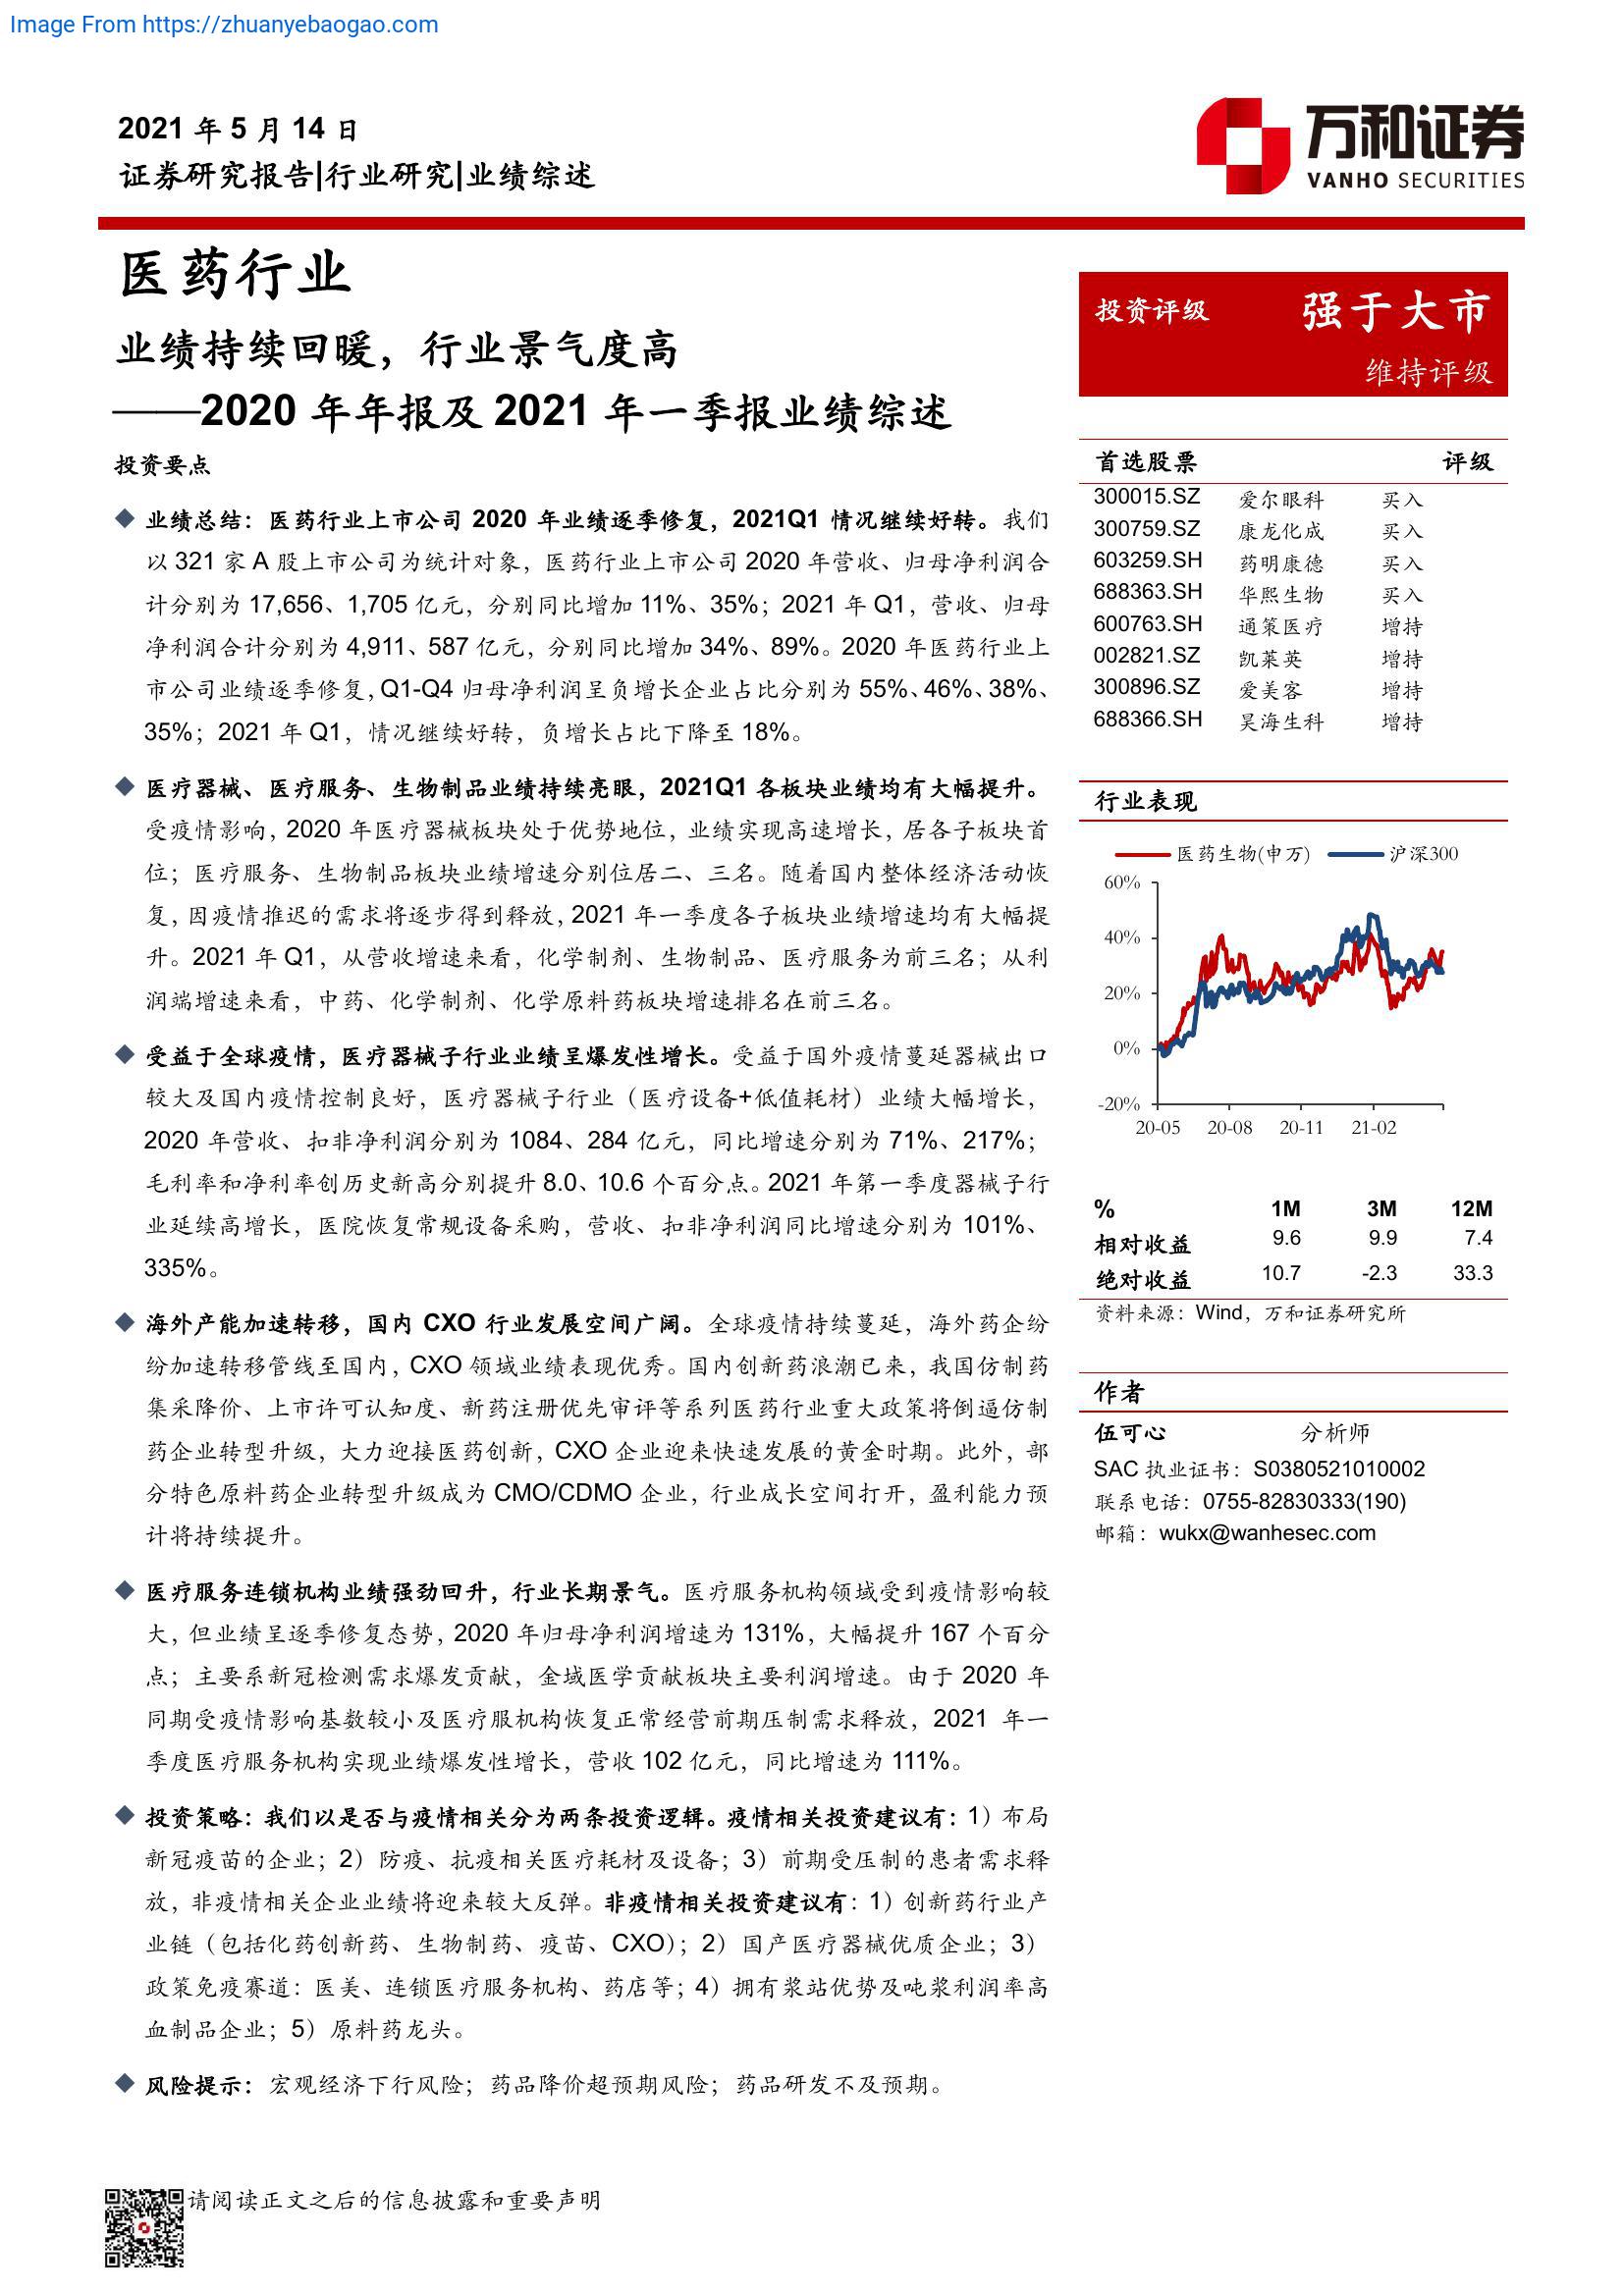 Image From https://zhuanyebaogao.com
2021 年 5 月 14 日
证券研究报告|行业研究|业绩综述
万和证券
VANHO SECURITIES
医药行业
业绩持续回暖，行业景气度高
——2020 年年报及 2021 年一季报业绩综述
投资要点
◆ 业绩总结：医药行业上市公司 2020 年业绩逐季修复，2021Q1 情况继续好转。我们
以 321 家 A 股上市公司为统计对象，医药行业上市公司 2020 年营收、归母净利润合
计分别为 17,656、1,705 亿元，分别同比增加 11%、35%；2021 年 Q1，营收、归母
净利润合计分别为 4,911、587 亿元，分别同比增加 34%、89%。2020 年医药行业上
市公司业绩逐季修复，Q1-Q4 归母净利润呈负增长企业占比分别为 55%、46%、38%、
35%；2021 年 Q1，情况继续好转，负增长占比下降至 18%。
◆ 医疗器械、医疗服务、生物制品业绩持续亮眼，2021Q1 各板块业绩均有大幅提升。
受疫情影响，2020 年医疗器械板块处于优势地位，业绩实现高速增长，居各子板块首
位；医疗服务、生物制品板块业绩增速分别位居二、三名。随着国内整体经济活动恢
复，因疫情推迟的需求将逐步得到释放，2021 年一季度各子板块业绩增速均有大幅提
升。2021 年 Q1，从营收增速来看，化学制剂、生物制品、医疗服务为前三名；从利
润端增速来看，中药、化学制剂、化学原料药板块增速排名在前三名。
◆ 受益于全球疫情，医疗器械子行业业绩呈爆发性增长。受益于国外疫情蔓延器械出口
较大及国内疫情控制良好，医疗器械子行业（医疗设备+低值耗材）业绩大幅增长，
2020 年营收、扣非净利润分别为 1084、284 亿元，同比增速分别为 71%、217%；
毛利率和净利率创历史新高分别提升 8.0、10.6 个百分点。2021 年第一季度器械子行
业延续高增长，医院恢复常规设备采购，营收、扣非净利润同比增速分别为 101%、
335%。
◆ 海外产能加速转移，国内 CXO 行业发展空间广阔。全球疫情持续蔓延，海外药企纷
纷加速转移管线至国内，CXO 领域业绩表现优秀。国内创新药浪潮已来，我国仿制药
集采降价、上市许可认知度、新药注册优先审评等系列医药行业重大政策将倒逼仿制
药企业转型升级，大力迎接医药创新，CXO 企业迎来快速发展的黄金时期。此外，部
分特色原料药企业转型升级成为 CMO/CDMO 企业，行业成长空间打开，盈利能力预
计将持续提升。
◆ 医疗服务连锁机构业绩强劲回升，行业长期景气。医疗服务机构领域受到疫情影响较
大，但业绩呈逐季修复态势，2020 年归母净利润增速为 131%，大幅提升 167 个百分
点；主要系新冠检测需求爆发贡献，金域医学贡献板块主要利润增速。由于 2020 年
同期受疫情影响基数较小及医疗服机构恢复正常经营前期压制需求释放，2021 年一
季度医疗服务机构实现业绩爆发性增长，营收 102 亿元，同比增速为 111%。
◆ 投资策略：我们以是否与疫情相关分为两条投资逻辑。疫情相关投资建议有：1）布局
新冠疫苗的企业；2）防疫、抗疫相关医疗耗材及设备；3）前期受压制的患者需求释
放，非疫情相关企业业绩将迎来较大反弹。非疫情相关投资建议有：1）创新药行业产
业链（包括化药创新药、生物制药、疫苗、CXO）；2）国产医疗器械优质企业；3）
政策免疫赛道：医美、连锁医疗服务机构、药店等；4）拥有浆站优势及吨浆利润率高
血制品企业；5）原料药龙头。
◆ 风险提示：宏观经济下行风险；药品降价超预期风险；药品研发不及预期。
投资评级 强于大市
维持评级
首选股票 评级
300015.SZ 爱尔眼科 买入
300759.SZ 康龙化成 买入
603259.SH 药明康德 买入
688363.SH 华熙生物 买入
600763.SH 通策医疗 增持
002821.SZ 凯莱英 增持
300896.SZ 爱美客 增持
688366.SH 昊海生科 增持
行业表现
医药生物(申万) 沪深300
60%
40%
20%
0%
-20%
20-05 20-08 20-11 21-02
% 1M 3M 12M
相对收益 9.6 9.9 7.4
绝对收益 10.7 -2.3 33.3
资料来源：Wind，万和证券研究所
作者
伍可心 分析师
SAC 执业证书：S0380521010002
联系电话：0755-82830333(190)
邮箱：wukx@wanhesec.com
请阅读正文之后的信息披露和重要声明